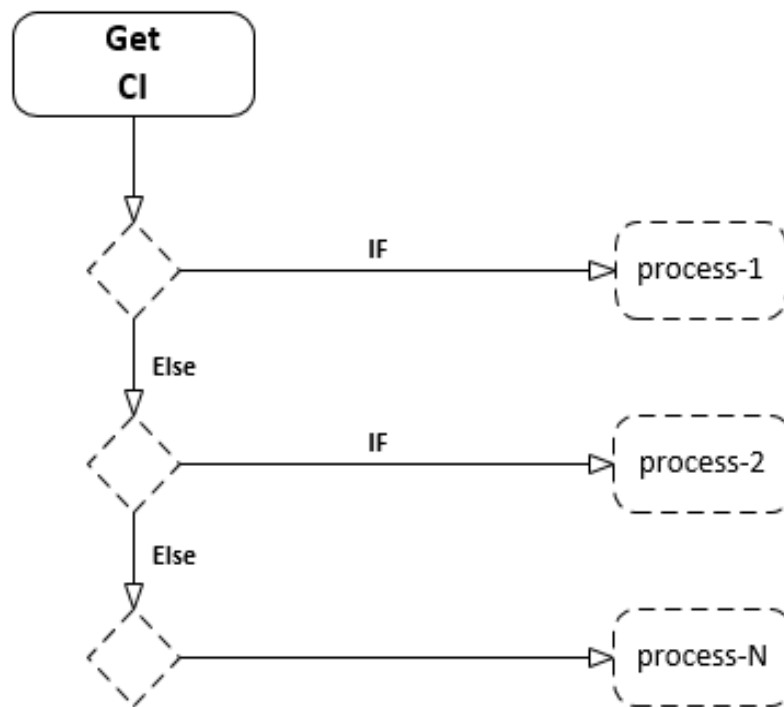 Get
CI
IF
process-1
Else
IF
process-2
Else
process-N